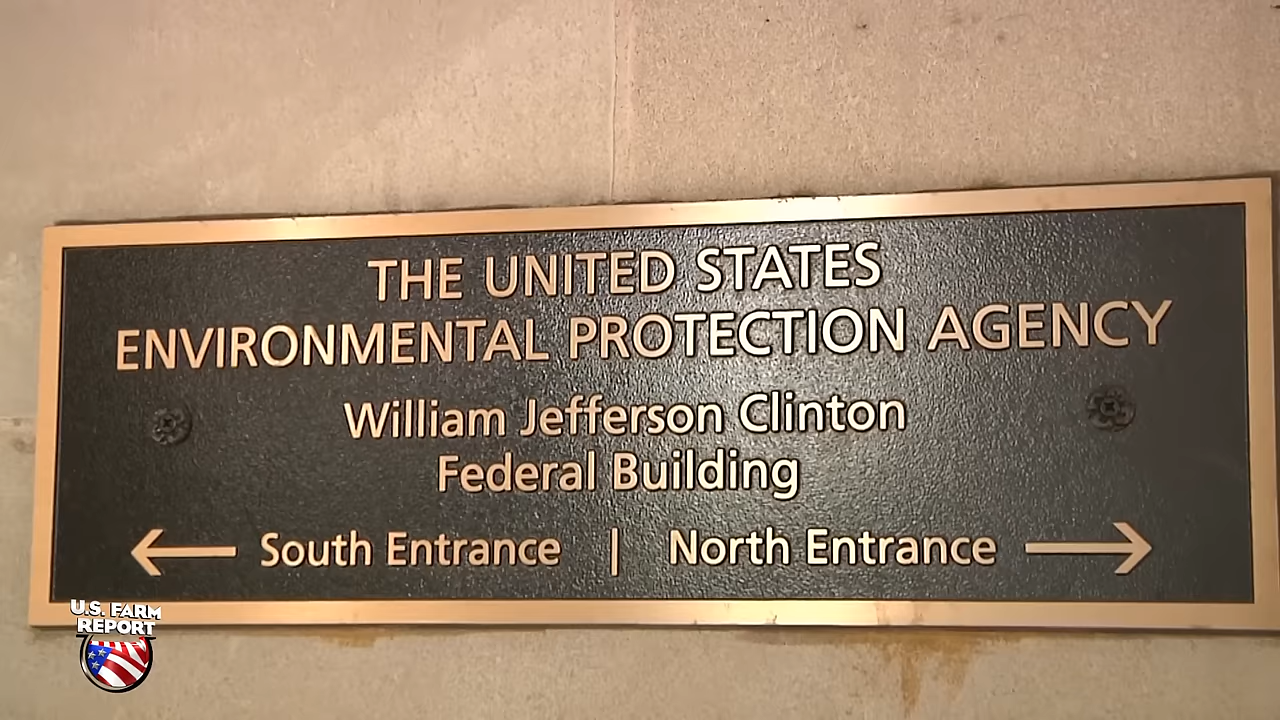 THE UNITED STATES
ENVIRONMENTAL PROTECTION AGENCY
William Jefferson Clinton
Federal Building
← South Entrance | North Entrance →
U.S. FARM
REPORT